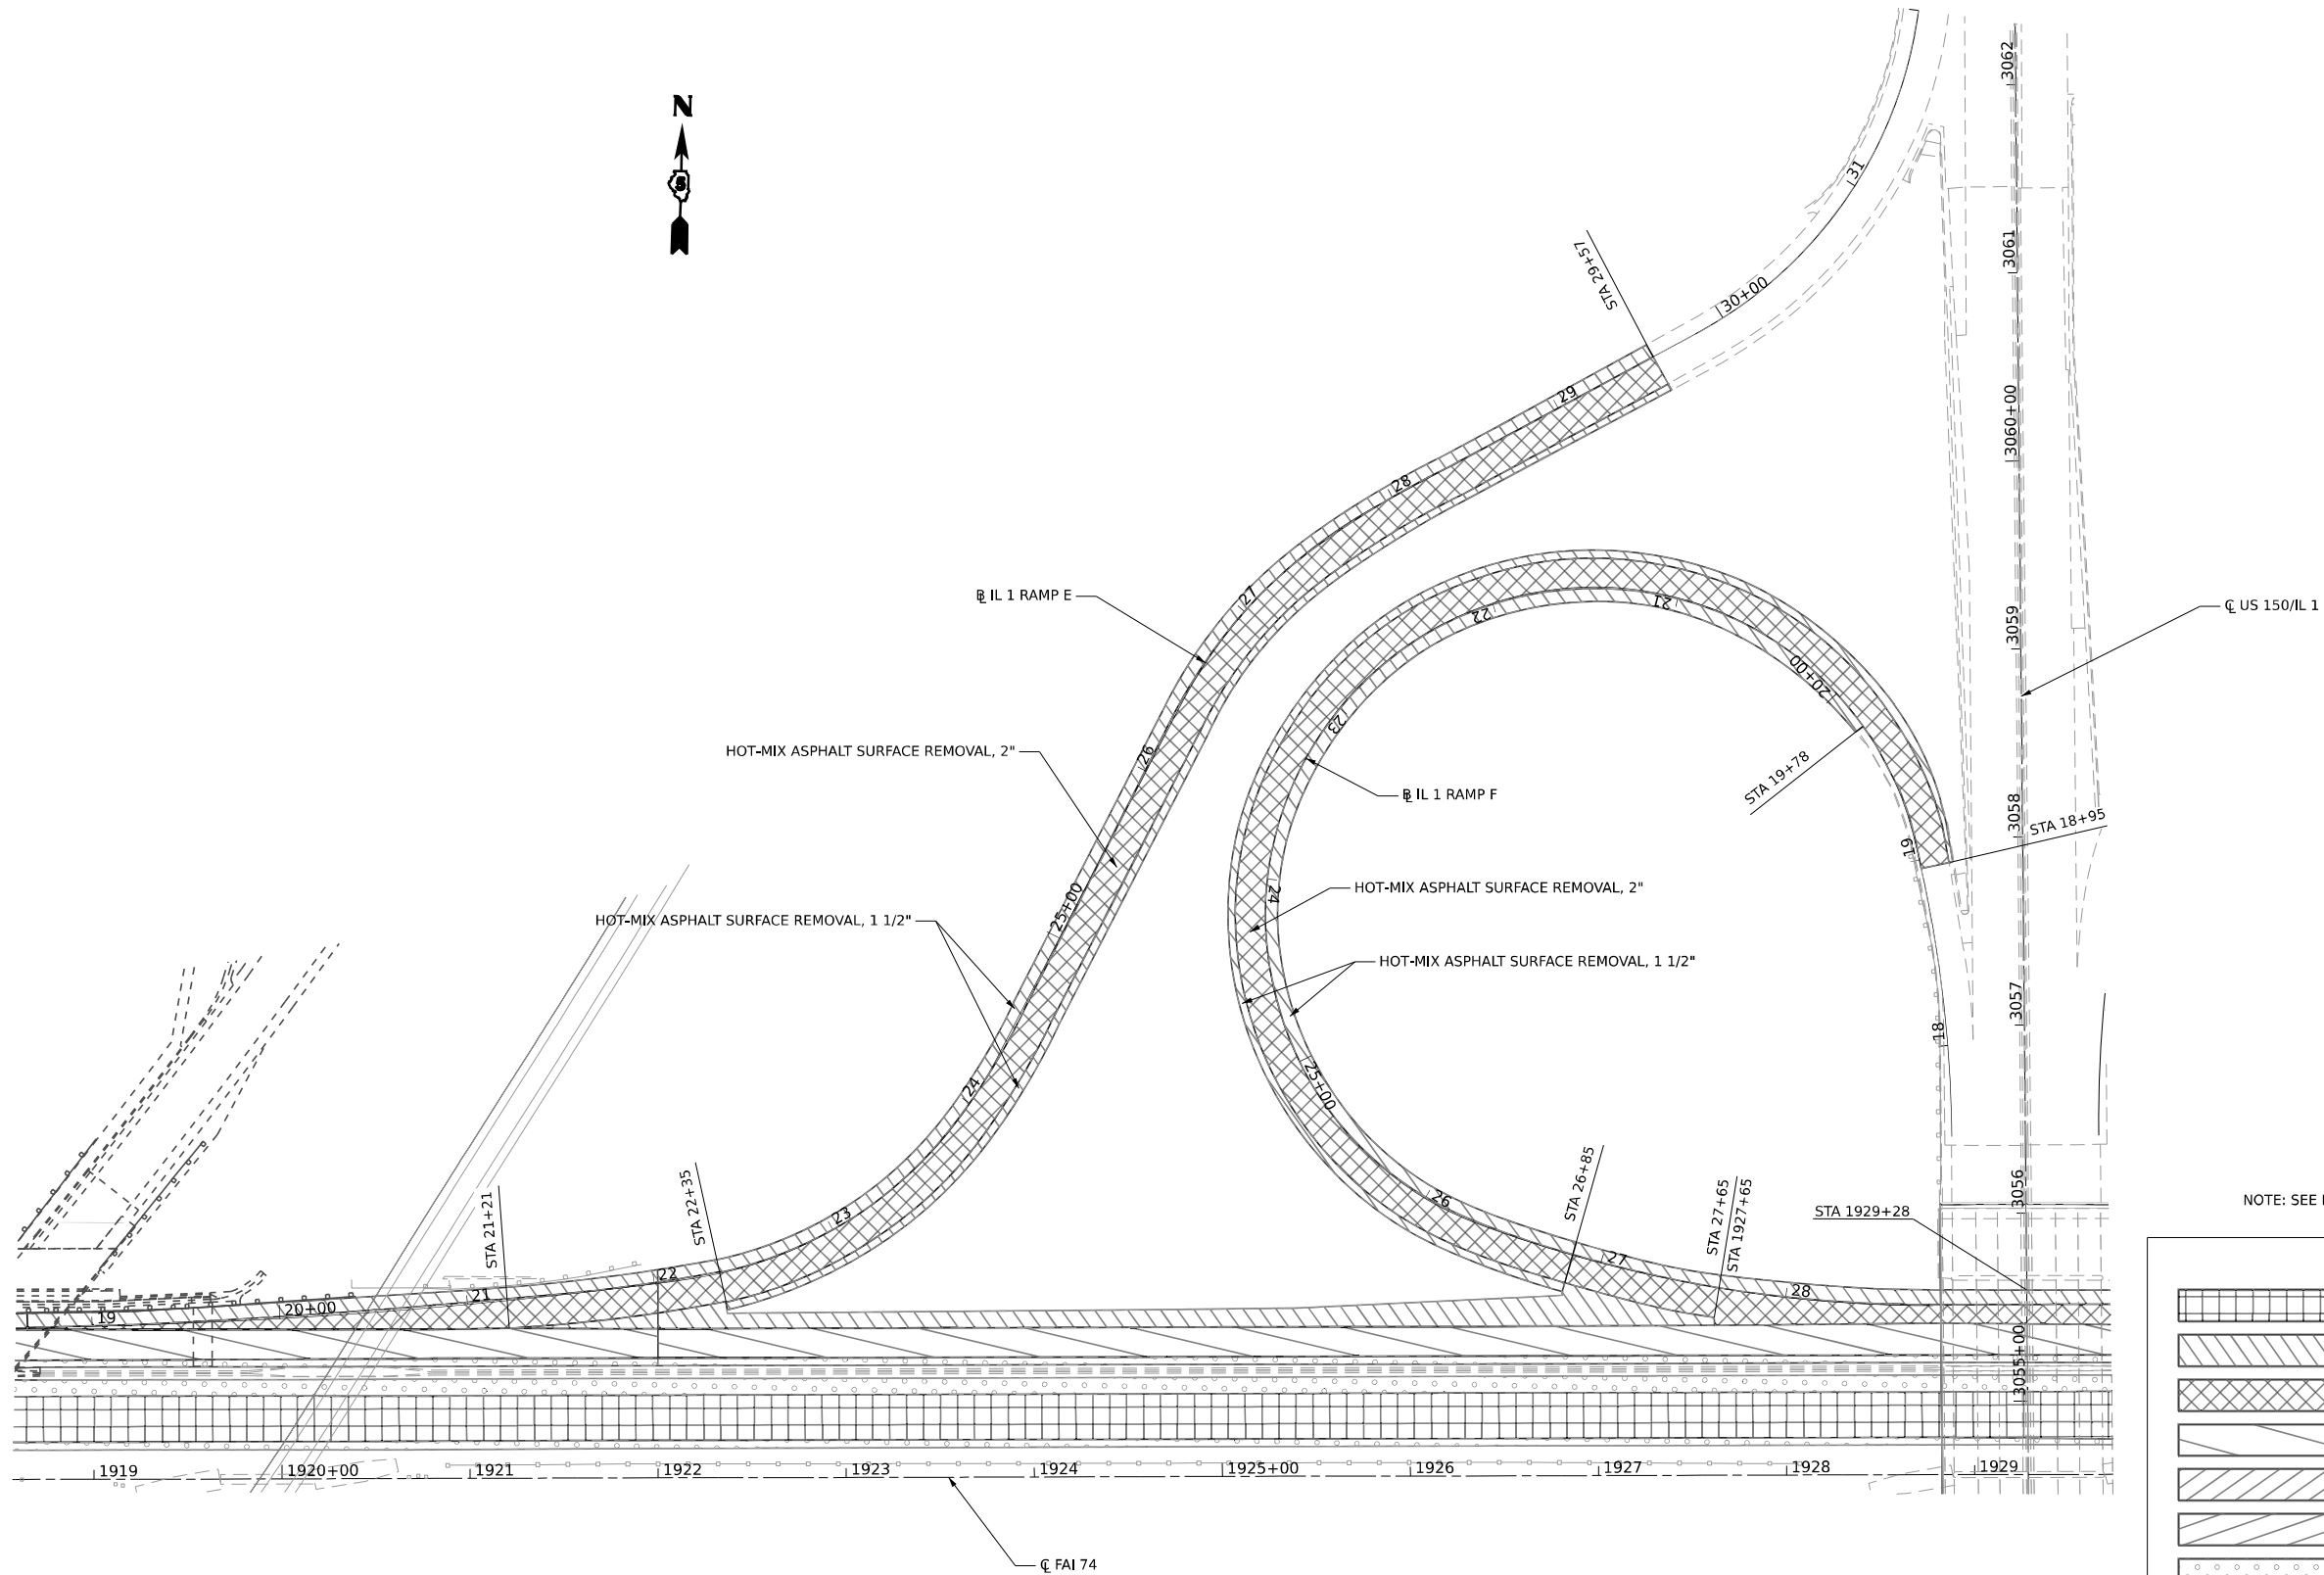 3062
N
5
31
3061
STA 29+57
30+00
29
3060+00
28
27
℄ US 150/IL 1
B IL 1 RAMP E
22
21
3059
20+00
23
26
HOT-MIX ASPHALT SURFACE REMOVAL, 2"
STA 19+78
B IL 1 RAMP F
3058
STA 18+95
19
24
HOT-MIX ASPHALT SURFACE REMOVAL, 2"
25+00
HOT-MIX ASPHALT SURFACE REMOVAL, 1 1/2"
HOT-MIX ASPHALT SURFACE REMOVAL, 1 1/2"
3057
18
25+00
24
STA 26+85
3056
26
NOTE: SEE
STA 22+35
STA 21+21
23
STA 27+65
STA 1927+65
STA 1929+28
27
22
28
21
20+00
19
3055+00
1919
1920+00
1921
1922
1923
1924
1925+00
1926
1927
1928
1929
℄ FAI 74